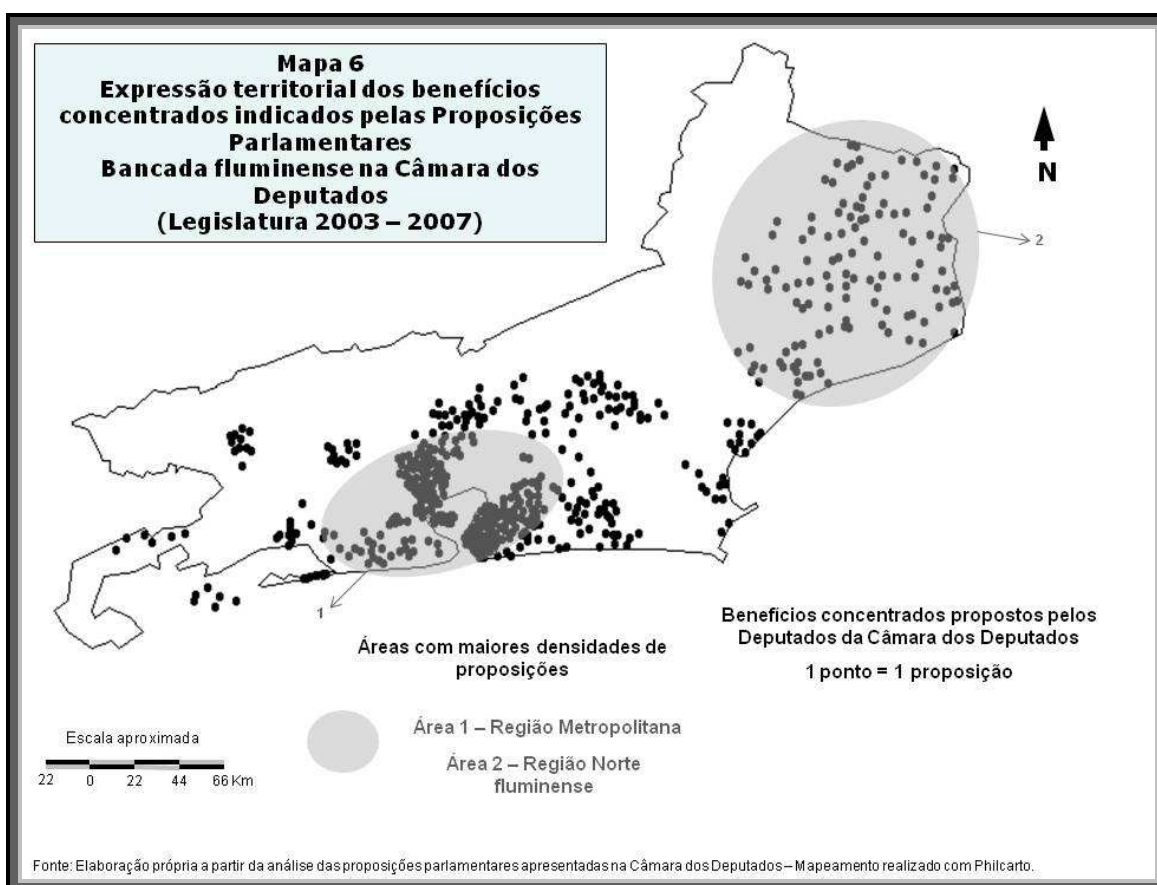 Mapa 6
Expressão territorial dos benefícios
concentrados indicados pelas Proposições
Parlamentares
Bancada fluminense na Câmara dos
Deputados
(Legislatura 2003 – 2007)
N
2
1
Áreas com maiores densidades de
proposições
Benefícios concentrados propostos pelos
Deputados da Câmara dos Deputados
1 ponto = 1 proposição
Escala aproximada
22 0 22 44 66 Km
Área 1 – Região Metropolitana
Área 2 – Região Norte
fluminense
Fonte: Elaboração própria a partir da análise das proposições parlamentares apresentadas na Câmara dos Deputados – Mapeamento realizado com Philcarto.